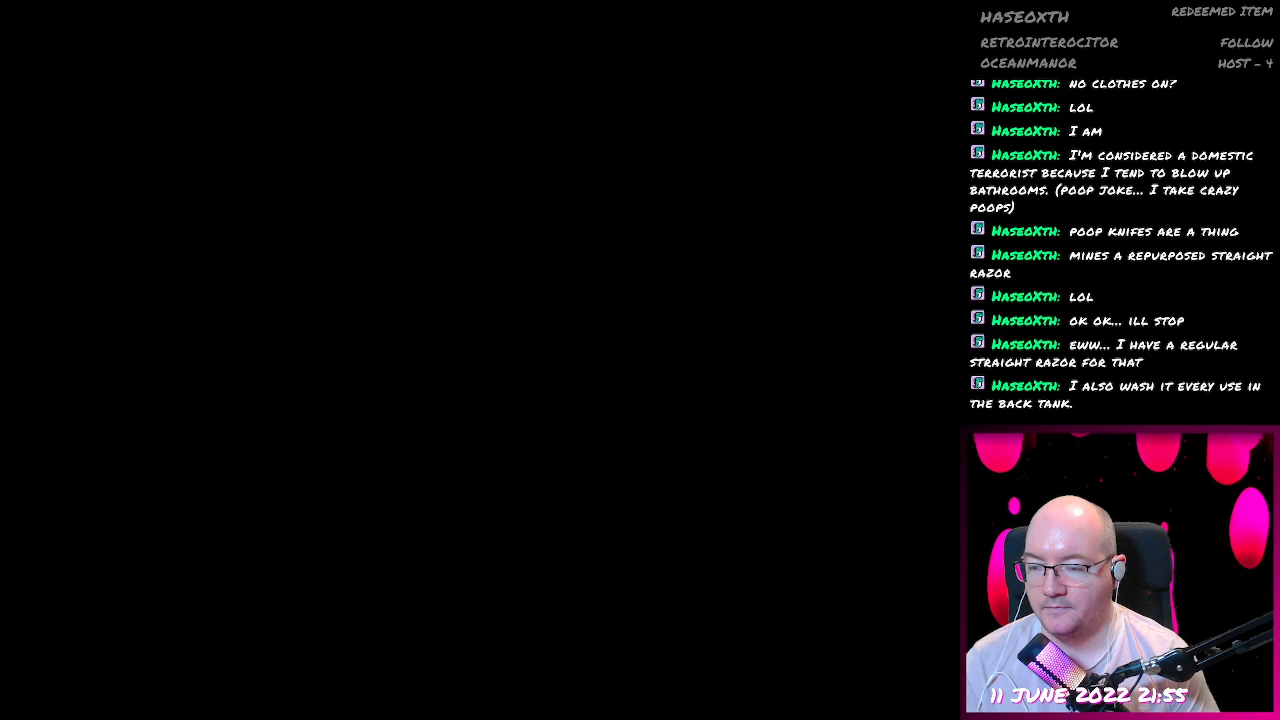 HASEOXTH REDEEMED ITEM
RETROINTEROCITOR FOLLOW
OCEANMANOR HOST - 4
HASEOXTH: NO CLOTHES ON?
HASEOXTH: LOL
HASEOXTH: I AM
HASEOXTH: I'M CONSIDERED A DOMESTIC
TERRORIST BECAUSE I TEND TO BLOW UP
BATHROOMS. (POOP JOKE... I TAKE CRAZY
POOPS)
HASEOXTH: POOP KNIFES ARE A THING
HASEOXTH: MINES A REPURPOSED STRAIGHT
RAZOR
HASEOXTH: LOL
HASEOXTH: OK OK... ILL STOP
HASEOXTH: EWW... I HAVE A REGULAR
STRAIGHT RAZOR FOR THAT
HASEOXTH: I ALSO WASH IT EVERY USE IN
THE BACK TANK.
11 JUNE 2022 21:55